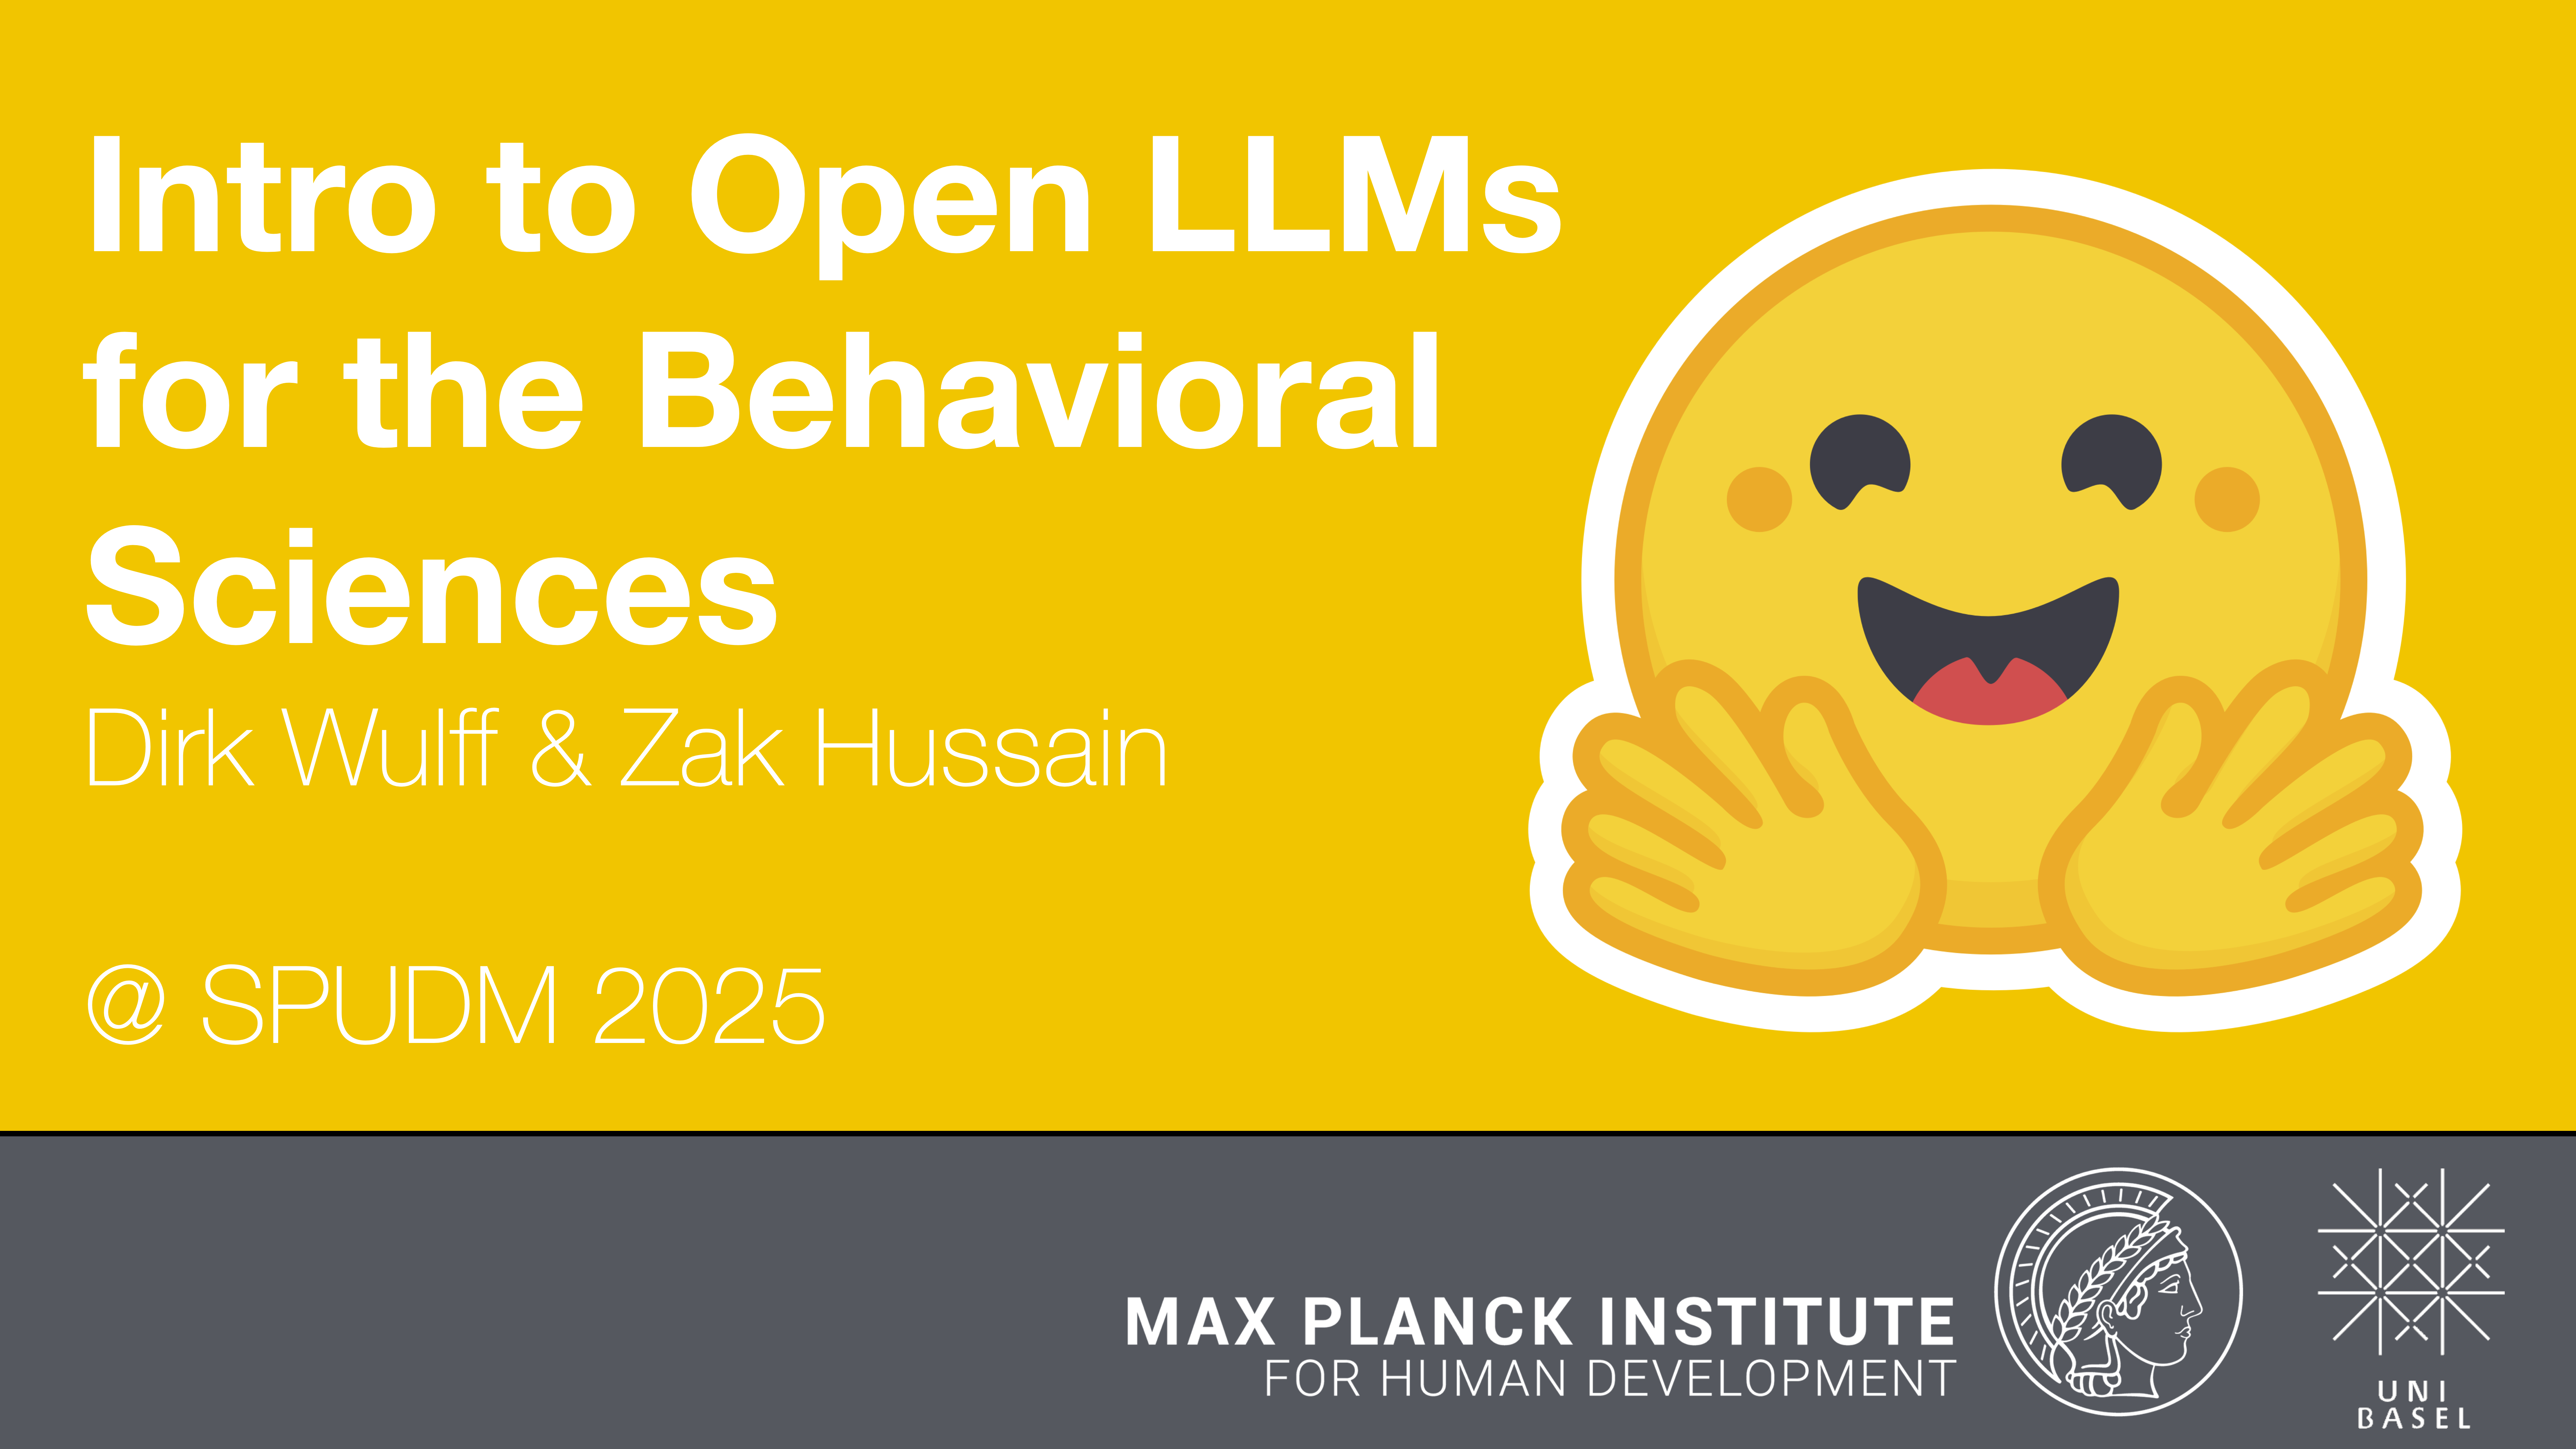 Intro to Open LLMs
for the Behavioral
Sciences
Dirk Wulff & Zak Hussain
@ SPUDM 2025
MAX PLANCK INSTITUTE
FOR HUMAN DEVELOPMENT
UNI
BASEL